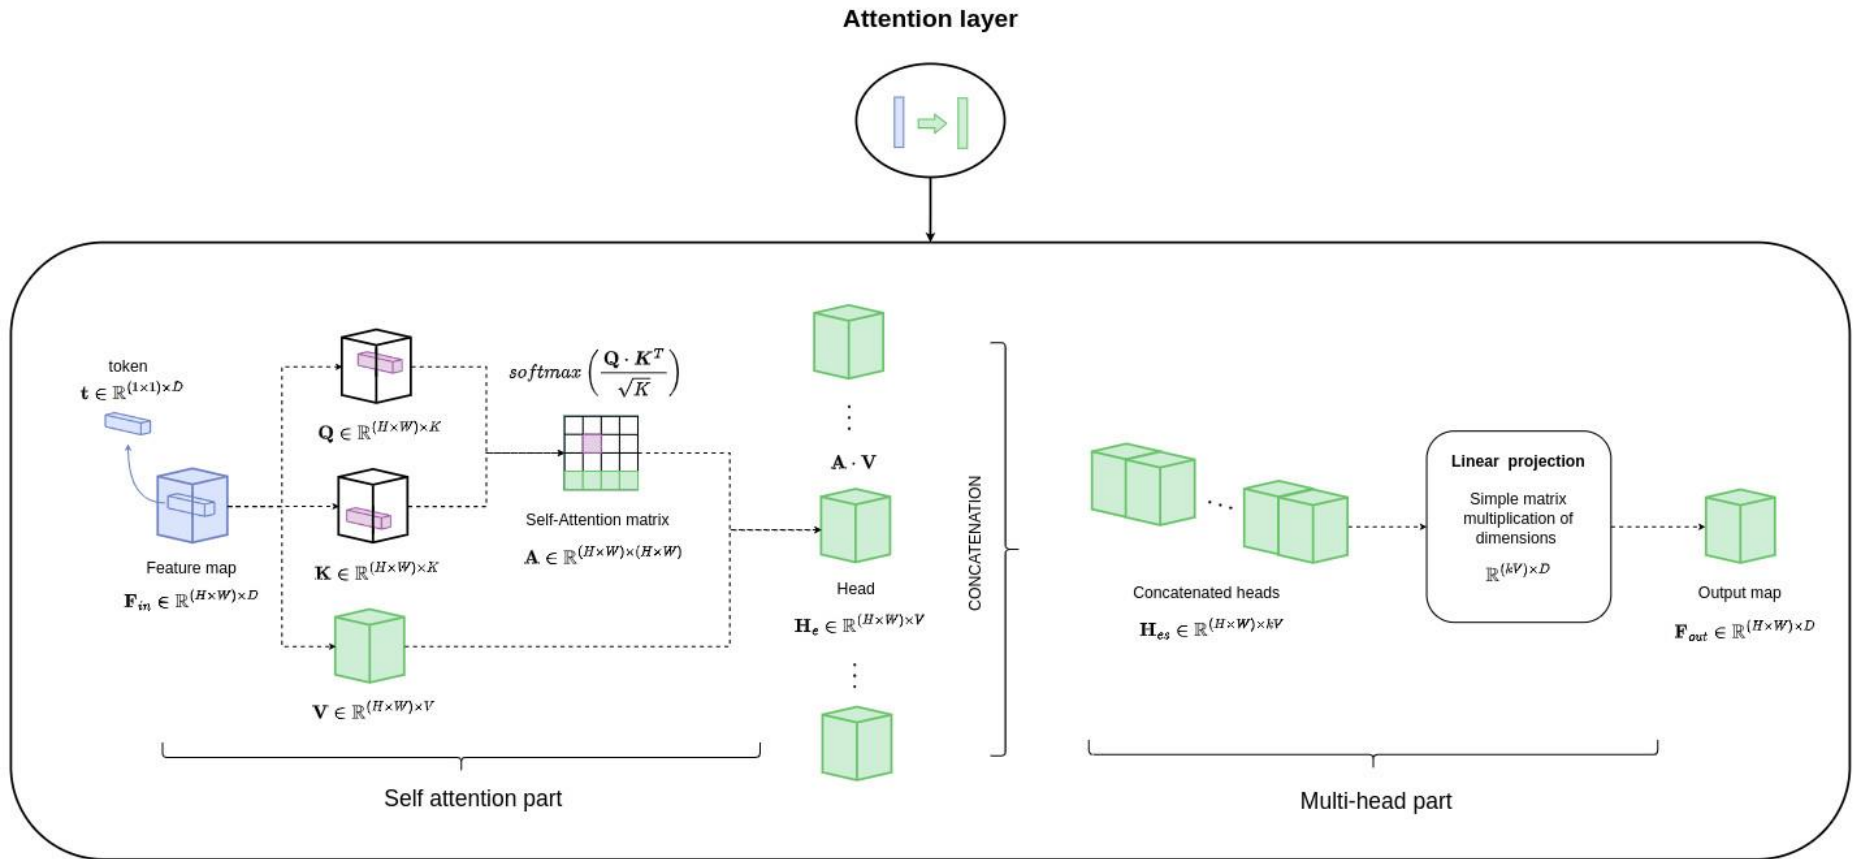 Attention layer
token
t ∈ ℝ^(1×1)×D
Feature map
F_in ∈ ℝ^(H×W)×D
Q ∈ ℝ^(H×W)×K
K ∈ ℝ^(H×W)×K
V ∈ ℝ^(H×W)×V
softmax(Q · K^T / √K)
Self-Attention matrix
A ∈ ℝ^(H×W)×(H×W)
A · V
Head
H_e ∈ ℝ^(H×W)×V
CONCATENATION
Concatenated heads
H_es ∈ ℝ^(H×W)×kV
Linear projection
Simple matrix
multiplication of
dimensions
ℝ^(kV)×D
Output map
F_out ∈ ℝ^(H×W)×D
Self attention part
Multi-head part